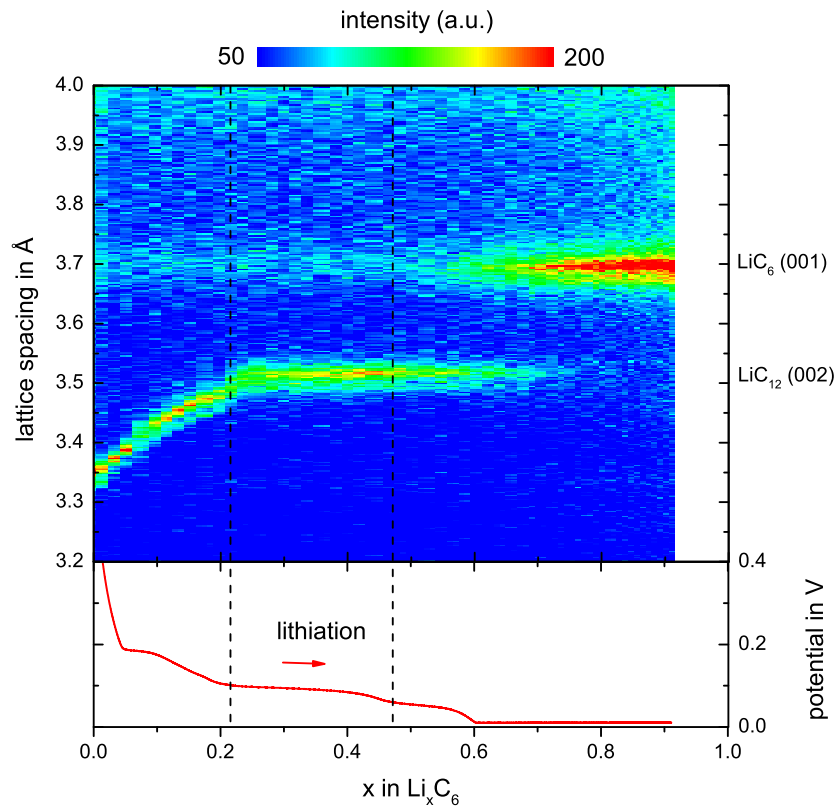 intensity (a.u.)
50 200
4.0
3.9
3.8
3.7
3.6
3.5
3.4
3.3
3.2
lattice spacing in Å
LiC₆ (001)
LiC₁₂ (002)
0.4
0.2
0.0
potential in V
lithiation
0.0 0.2 0.4 0.6 0.8 1.0
x in LiₓC₆